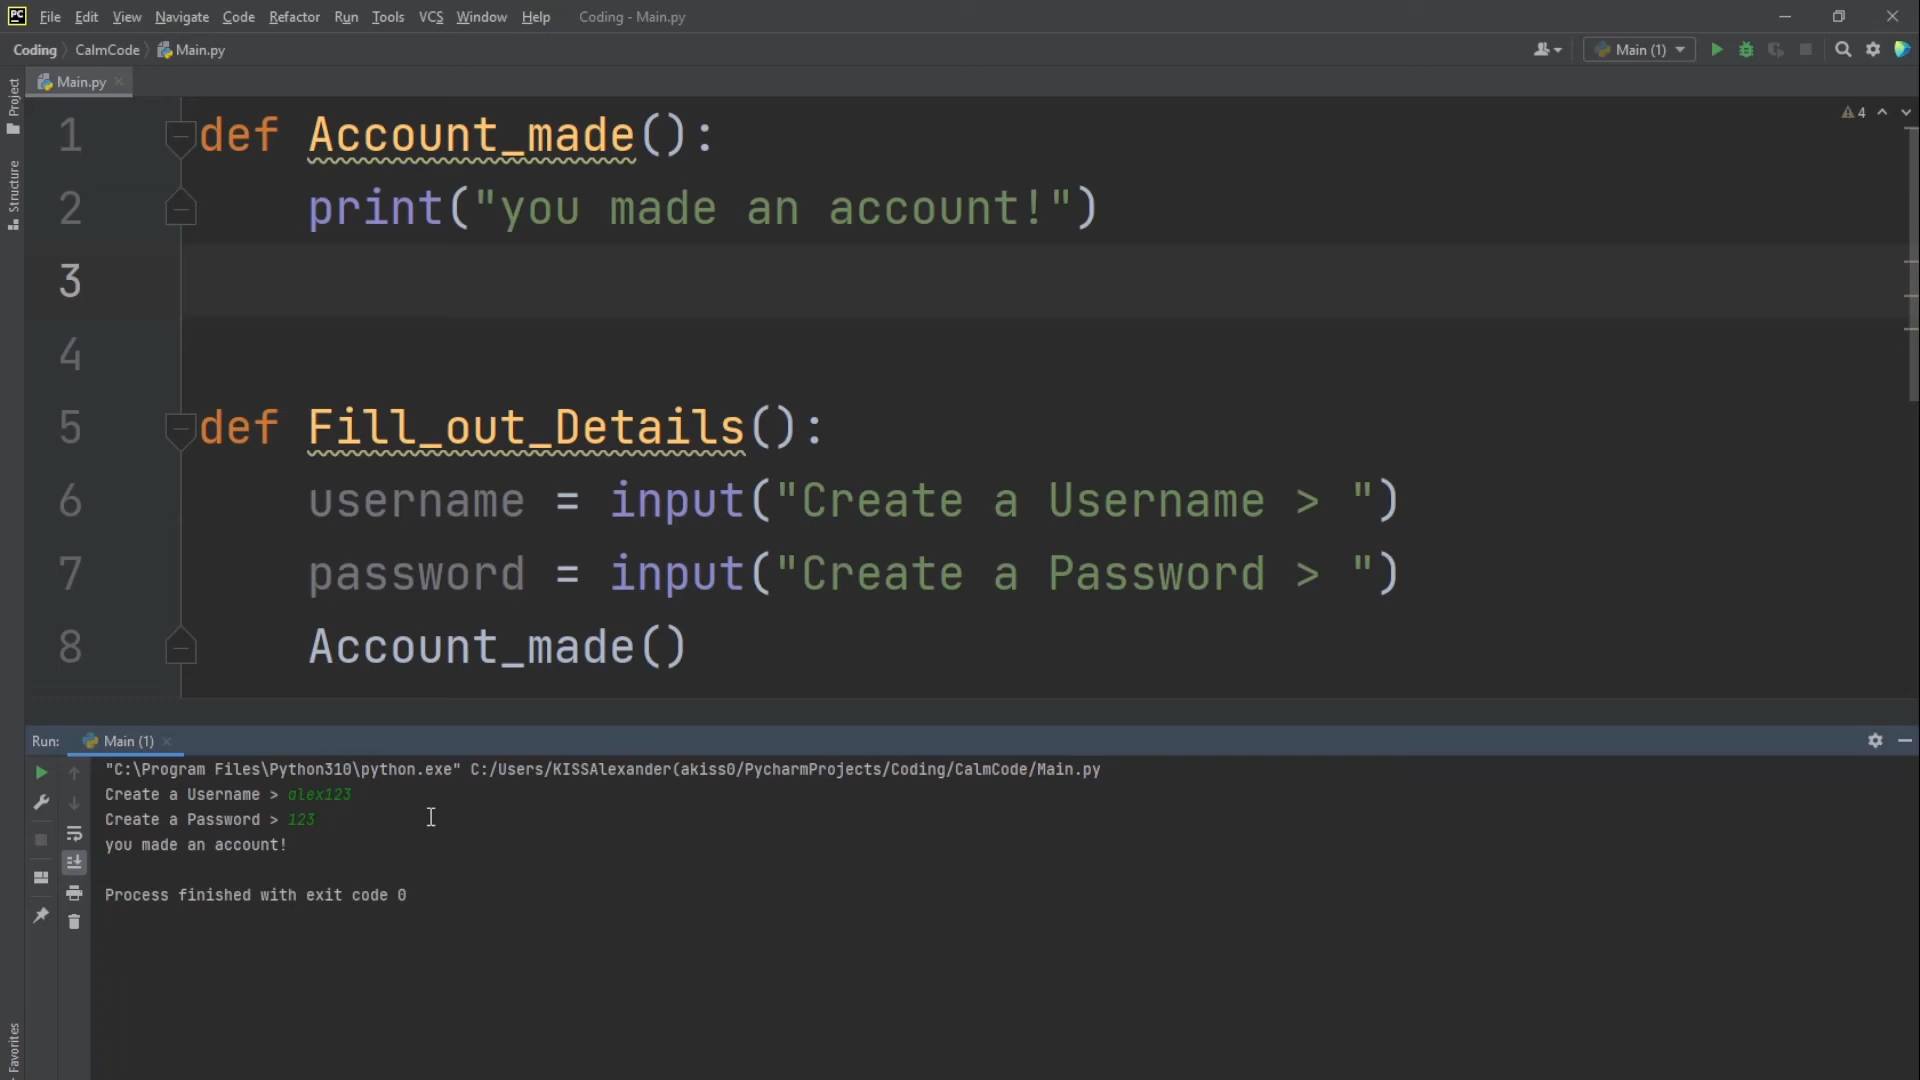 PC File Edit View Navigate Code Refactor Run Tools VCS Window Help Coding - Main.py
Coding CalmCode Main.py Main (1)
Project
Structure
Favorites
Main.py
4
1 def Account_made():
2 print("you made an account!")
3
4
5 def Fill_out_Details():
6 username = input("Create a Username > ")
7 password = input("Create a Password > ")
8 Account_made()
Run: Main (1)
"C:\Program Files\Python310\python.exe" C:/Users/KISSAlexander(akiss0/PycharmProjects/Coding/CalmCode/Main.py
Create a Username > alex123
Create a Password > 123
you made an account!
Process finished with exit code 0